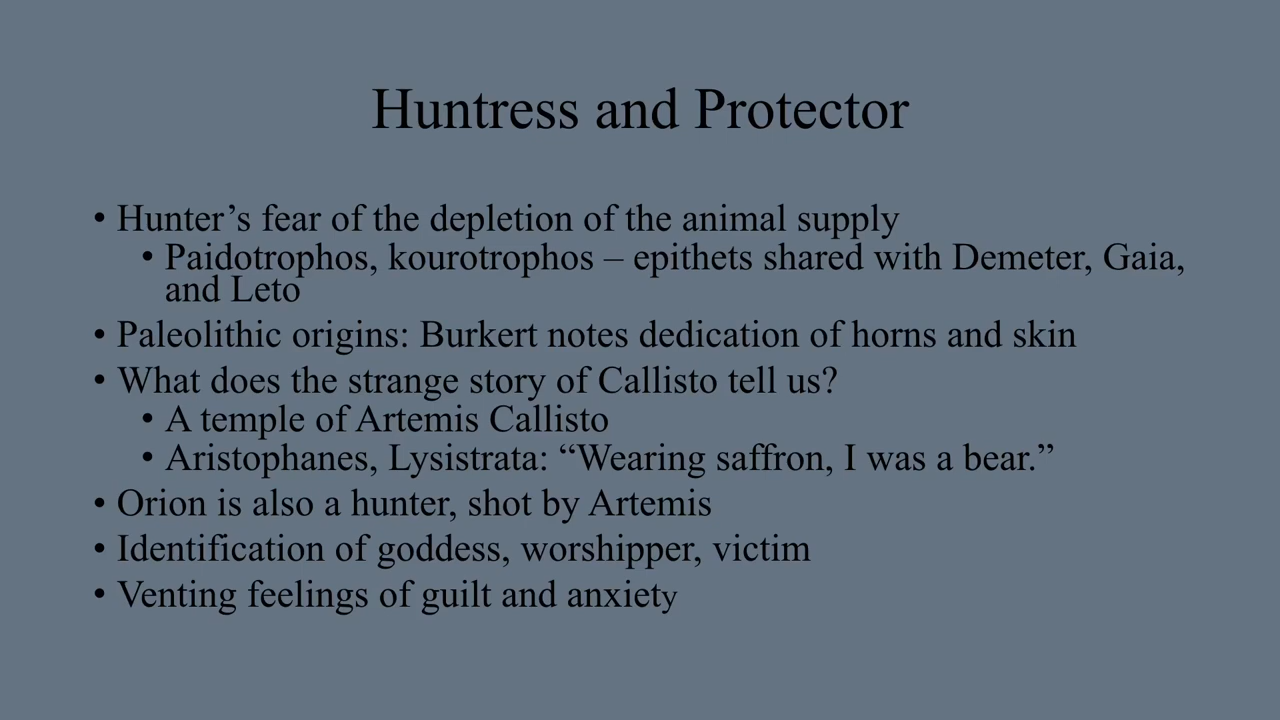 Huntress and Protector
• Hunter’s fear of the depletion of the animal supply
• Paidotrophos, kourotrophos – epithets shared with Demeter, Gaia,
and Leto
• Paleolithic origins: Burkert notes dedication of horns and skin
• What does the strange story of Callisto tell us?
• A temple of Artemis Callisto
• Aristophanes, Lysistrata: “Wearing saffron, I was a bear.”
• Orion is also a hunter, shot by Artemis
• Identification of goddess, worshipper, victim
• Venting feelings of guilt and anxiety